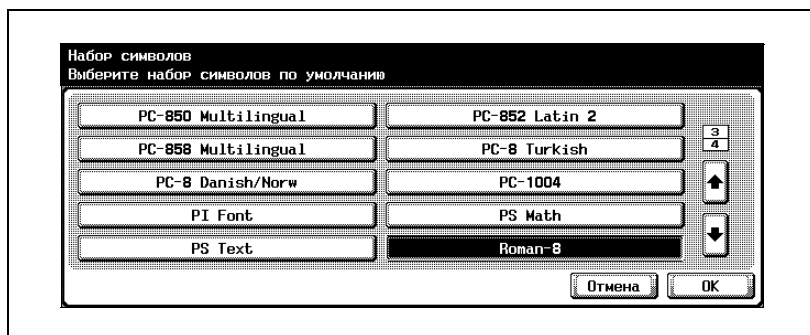 Набор символов
Выберите набор символов по умолчанию
PC-850 Multilingual
PC-852 Latin 2
PC-858 Multilingual
PC-8 Turkish
3
4
PC-8 Danish/Norw
PC-1004
PI Font
PS Math
PS Text
Roman-8
Отмена
OK